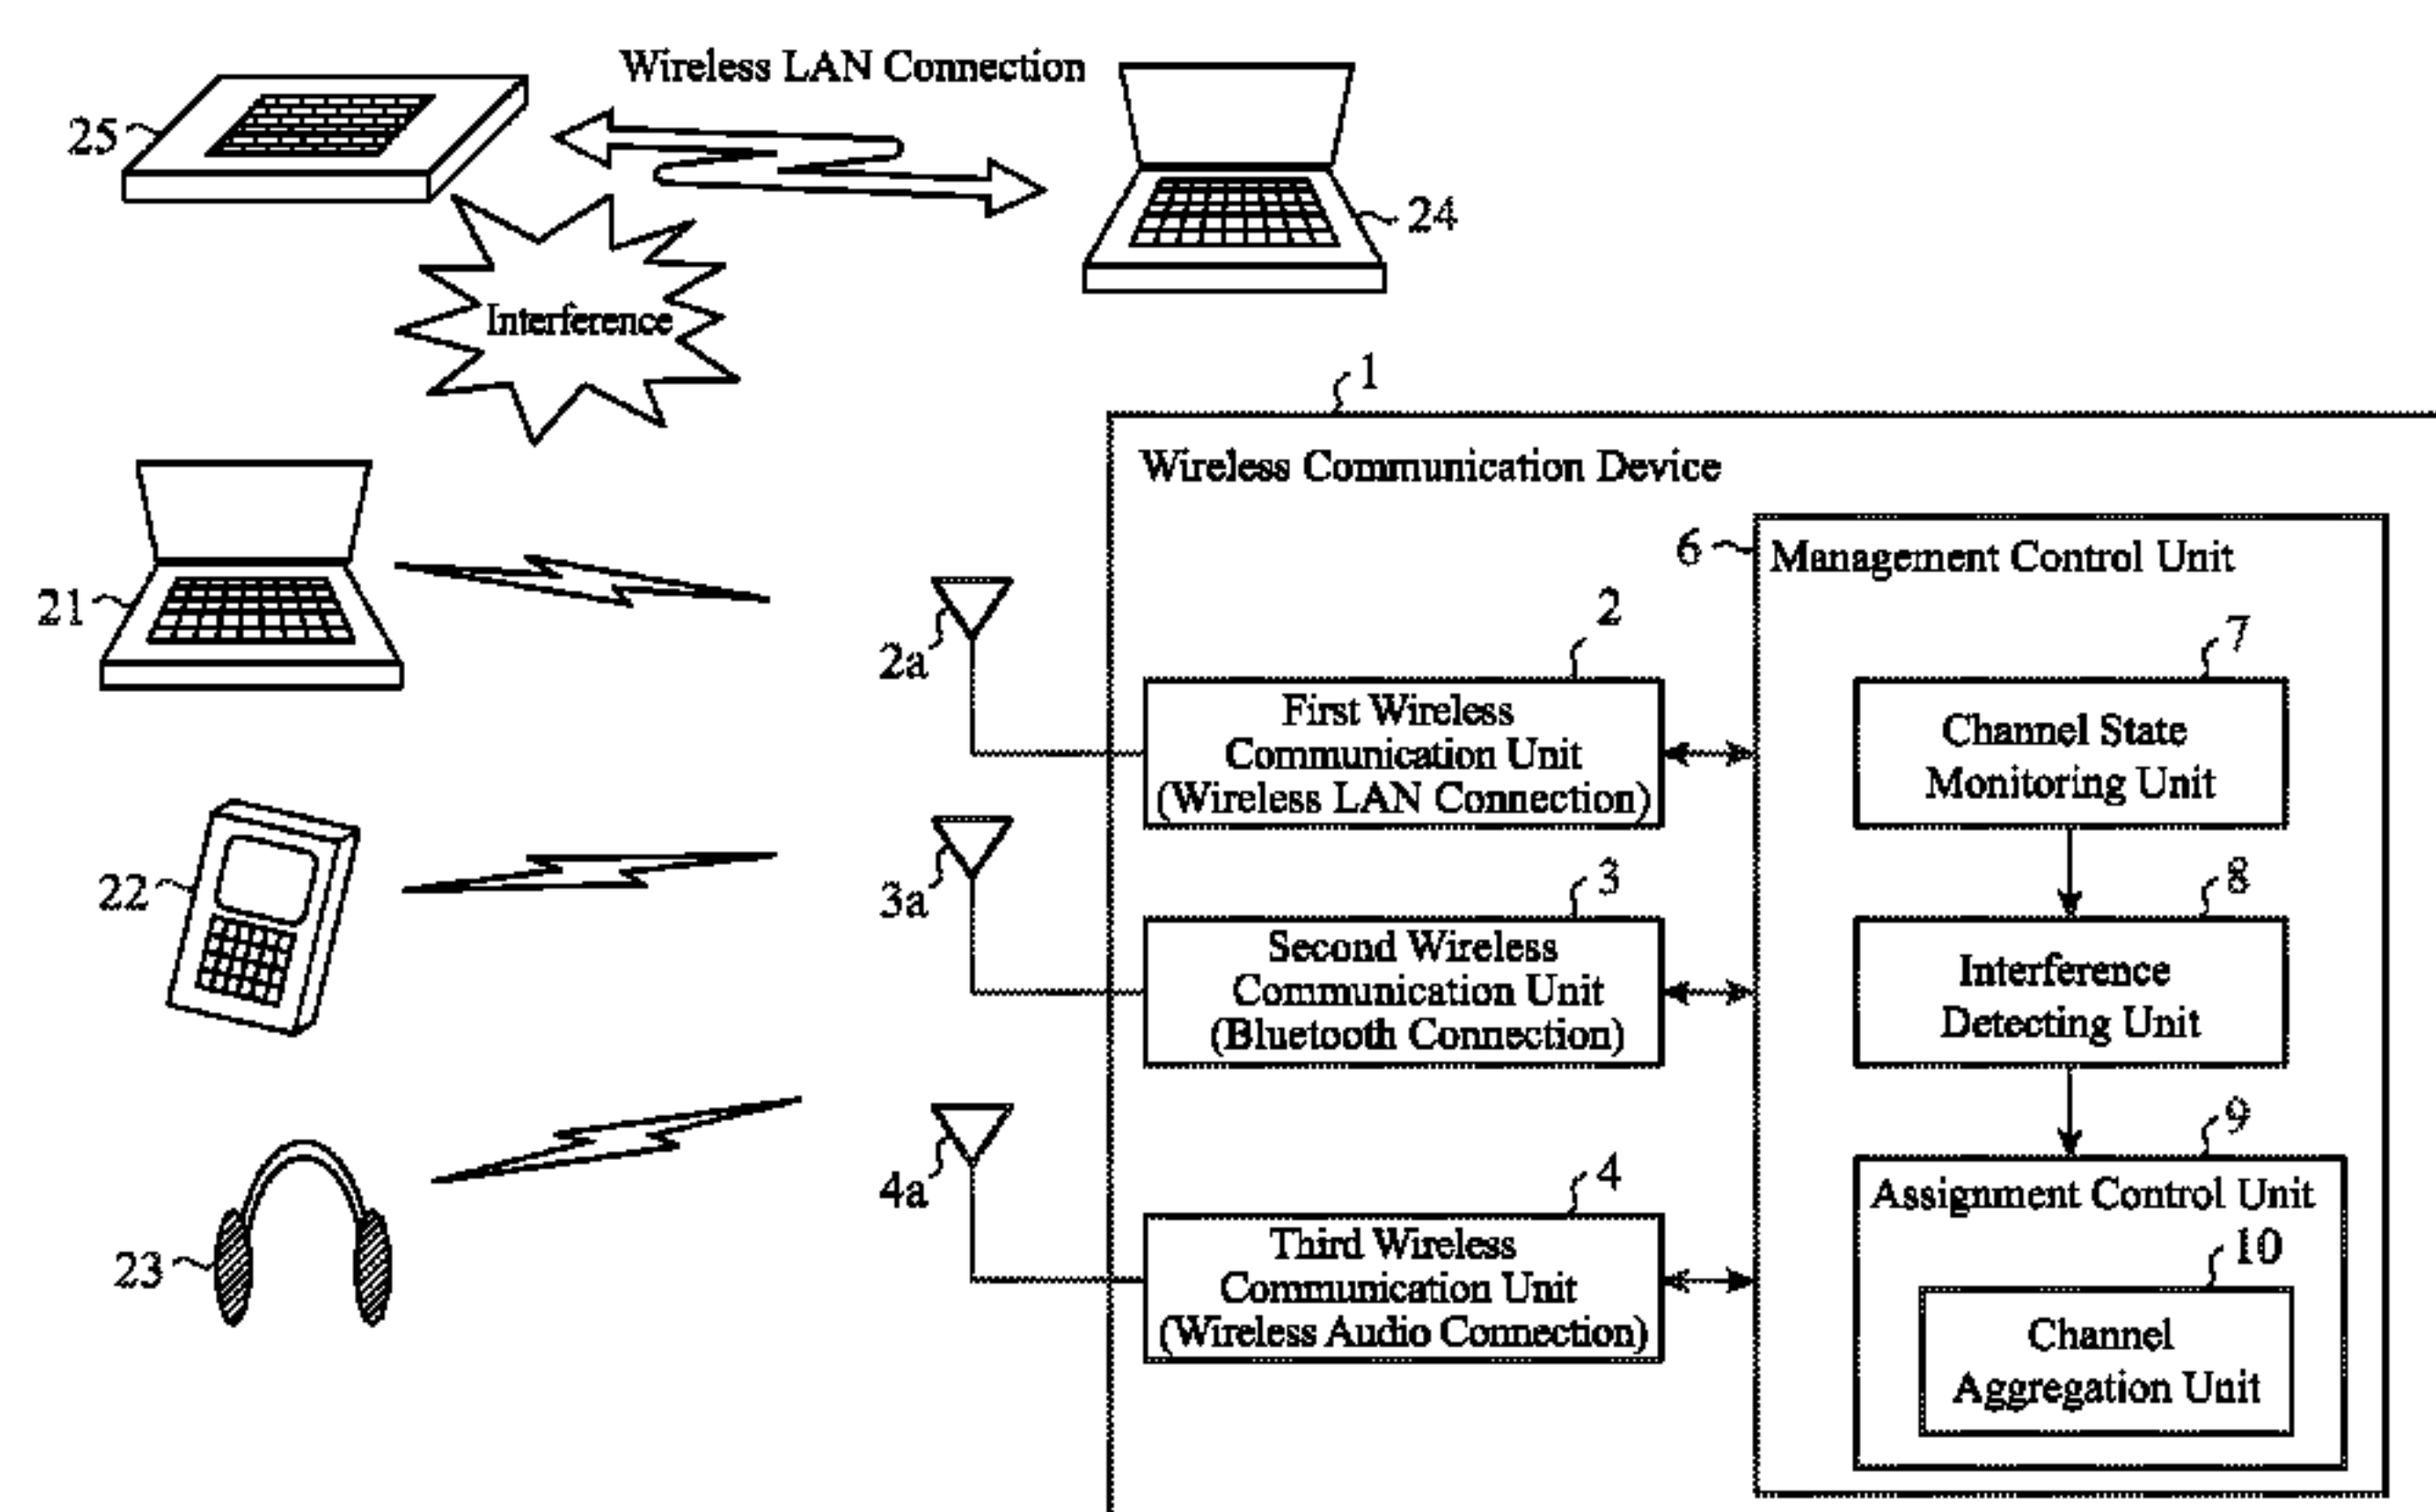 Wireless LAN Connection
25
24
Interference
1
Wireless Communication Device
6
Management Control Unit
21
2a
2
First Wireless
Communication Unit
(Wireless LAN Connection)
7
Channel State
Monitoring Unit
22
3a
3
Second Wireless
Communication Unit
(Bluetooth Connection)
8
Interference
Detecting Unit
23
4a
4
Third Wireless
Communication Unit
(Wireless Audio Connection)
9
Assignment Control Unit
10
Channel
Aggregation Unit